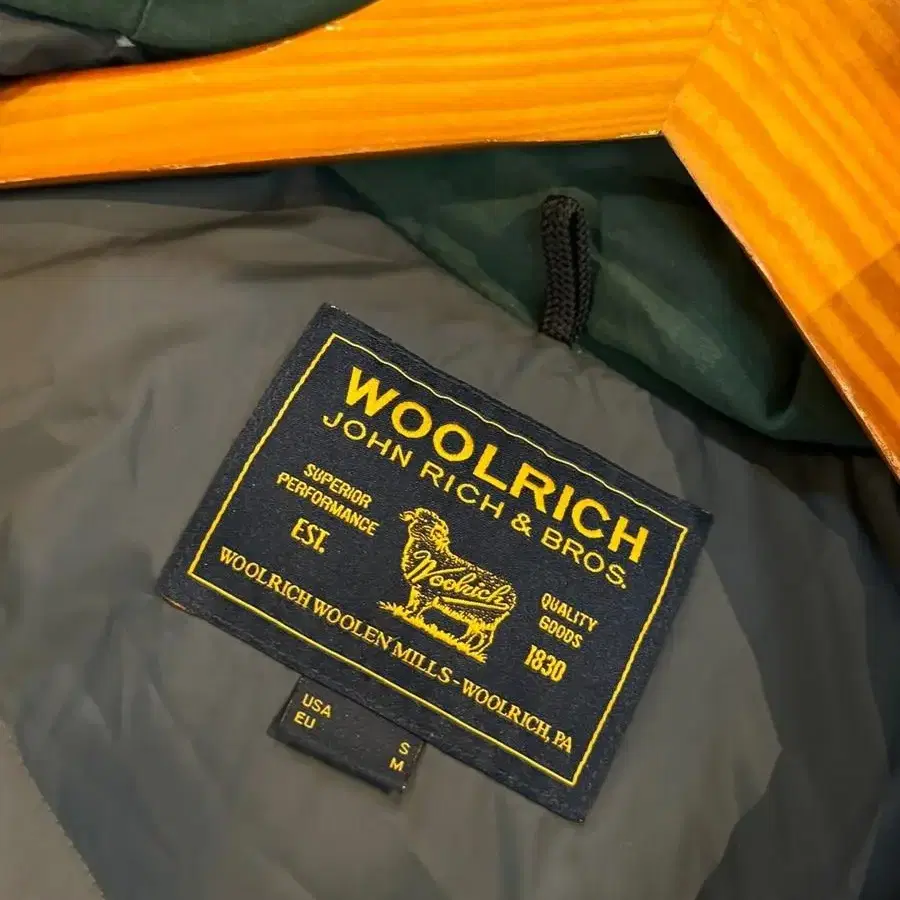 WOOLRICH
JOHN RICH & BROS.
SUPERIOR
PERFORMANCE
EST.
Woolrich
QUALITY
GOODS
1830
WOOLRICH WOOLEN MILLS - WOOLRICH, PA
USA S
EU M